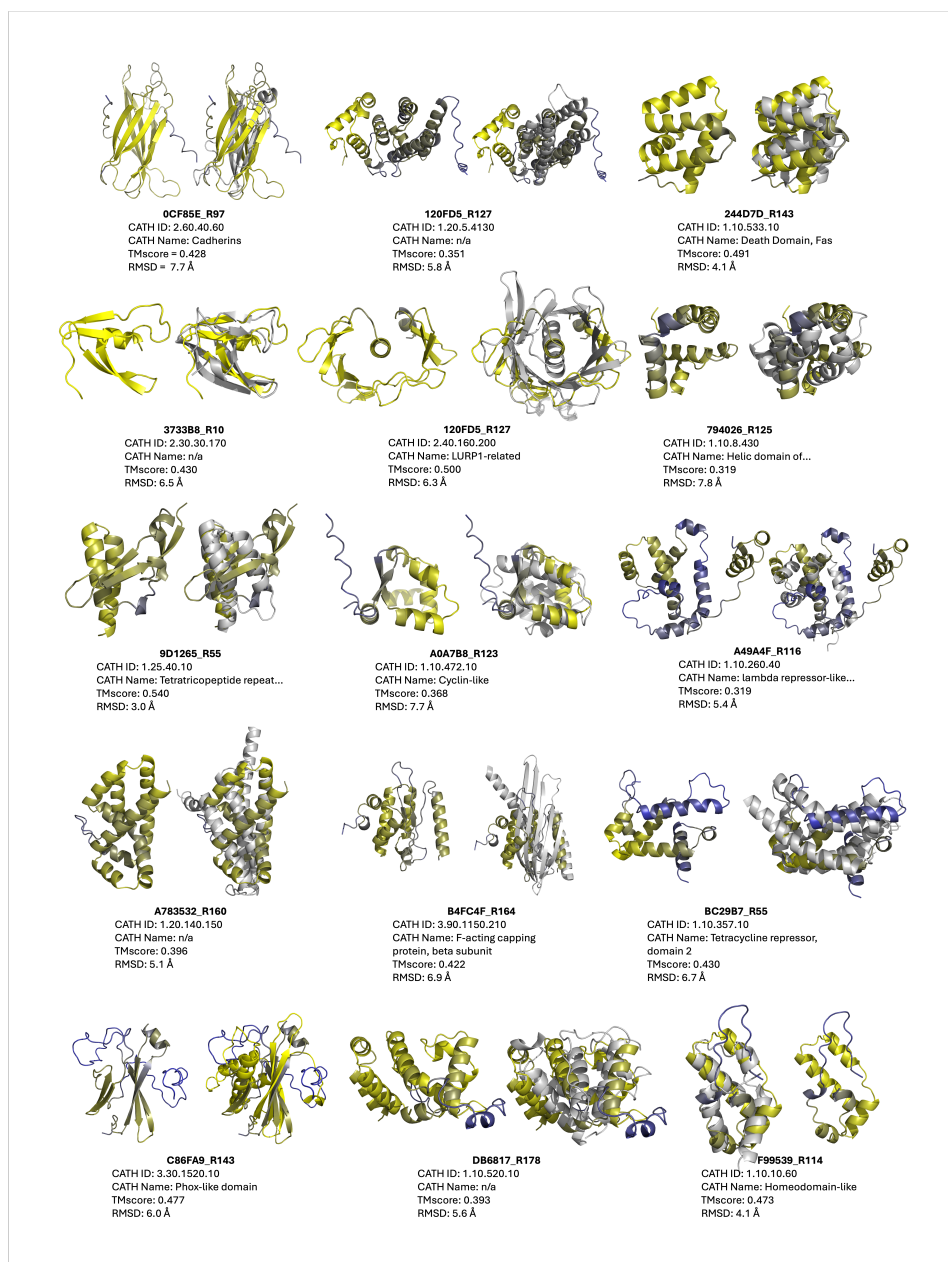 0CF85E_R97
CATH ID: 2.60.40.60
CATH Name: Cadherins
TMscore = 0.428
RMSD = 7.7 Å
120FD5_R127
CATH ID: 1.20.5.4130
CATH Name: n/a
TMscore: 0.351
RMSD: 5.8 Å
244D7D_R143
CATH ID: 1.10.533.10
CATH Name: Death Domain, Fas
TMscore: 0.491
RMSD: 4.1 Å
3733B8_R10
CATH ID: 2.30.30.170
CATH Name: n/a
TMscore: 0.430
RMSD: 6.5 Å
120FD5_R127
CATH ID: 2.40.160.200
CATH Name: LURP1-related
TMscore: 0.500
RMSD: 6.3 Å
794026_R125
CATH ID: 1.10.8.430
CATH Name: Helic domain of...
TMscore: 0.319
RMSD: 7.8 Å
9D1265_R55
CATH ID: 1.25.40.10
CATH Name: Tetratricopeptide repeat...
TMscore: 0.540
RMSD: 3.0 Å
A0A7B8_R123
CATH ID: 1.10.472.10
CATH Name: Cyclin-like
TMscore: 0.368
RMSD: 7.7 Å
A49A4F_R116
CATH ID: 1.10.260.40
CATH Name: lambda repressor-like...
TMscore: 0.319
RMSD: 5.4 Å
A783532_R160
CATH ID: 1.20.140.150
CATH Name: n/a
TMscore: 0.396
RMSD: 5.1 Å
B4FC4F_R164
CATH ID: 3.90.1150.210
CATH Name: F-acting capping
protein, beta subunit
TMscore: 0.422
RMSD: 6.9 Å
BC29B7_R55
CATH ID: 1.10.357.10
CATH Name: Tetracycline repressor,
domain 2
TMscore: 0.430
RMSD: 6.7 Å
C86FA9_R143
CATH ID: 3.30.1520.10
CATH Name: Phox-like domain
TMscore: 0.477
RMSD: 6.0 Å
DB6817_R178
CATH ID: 1.10.520.10
CATH Name: n/a
TMscore: 0.393
RMSD: 5.6 Å
F99539_R114
CATH ID: 1.10.10.60
CATH Name: Homeodomain-like
TMscore: 0.473
RMSD: 4.1 Å